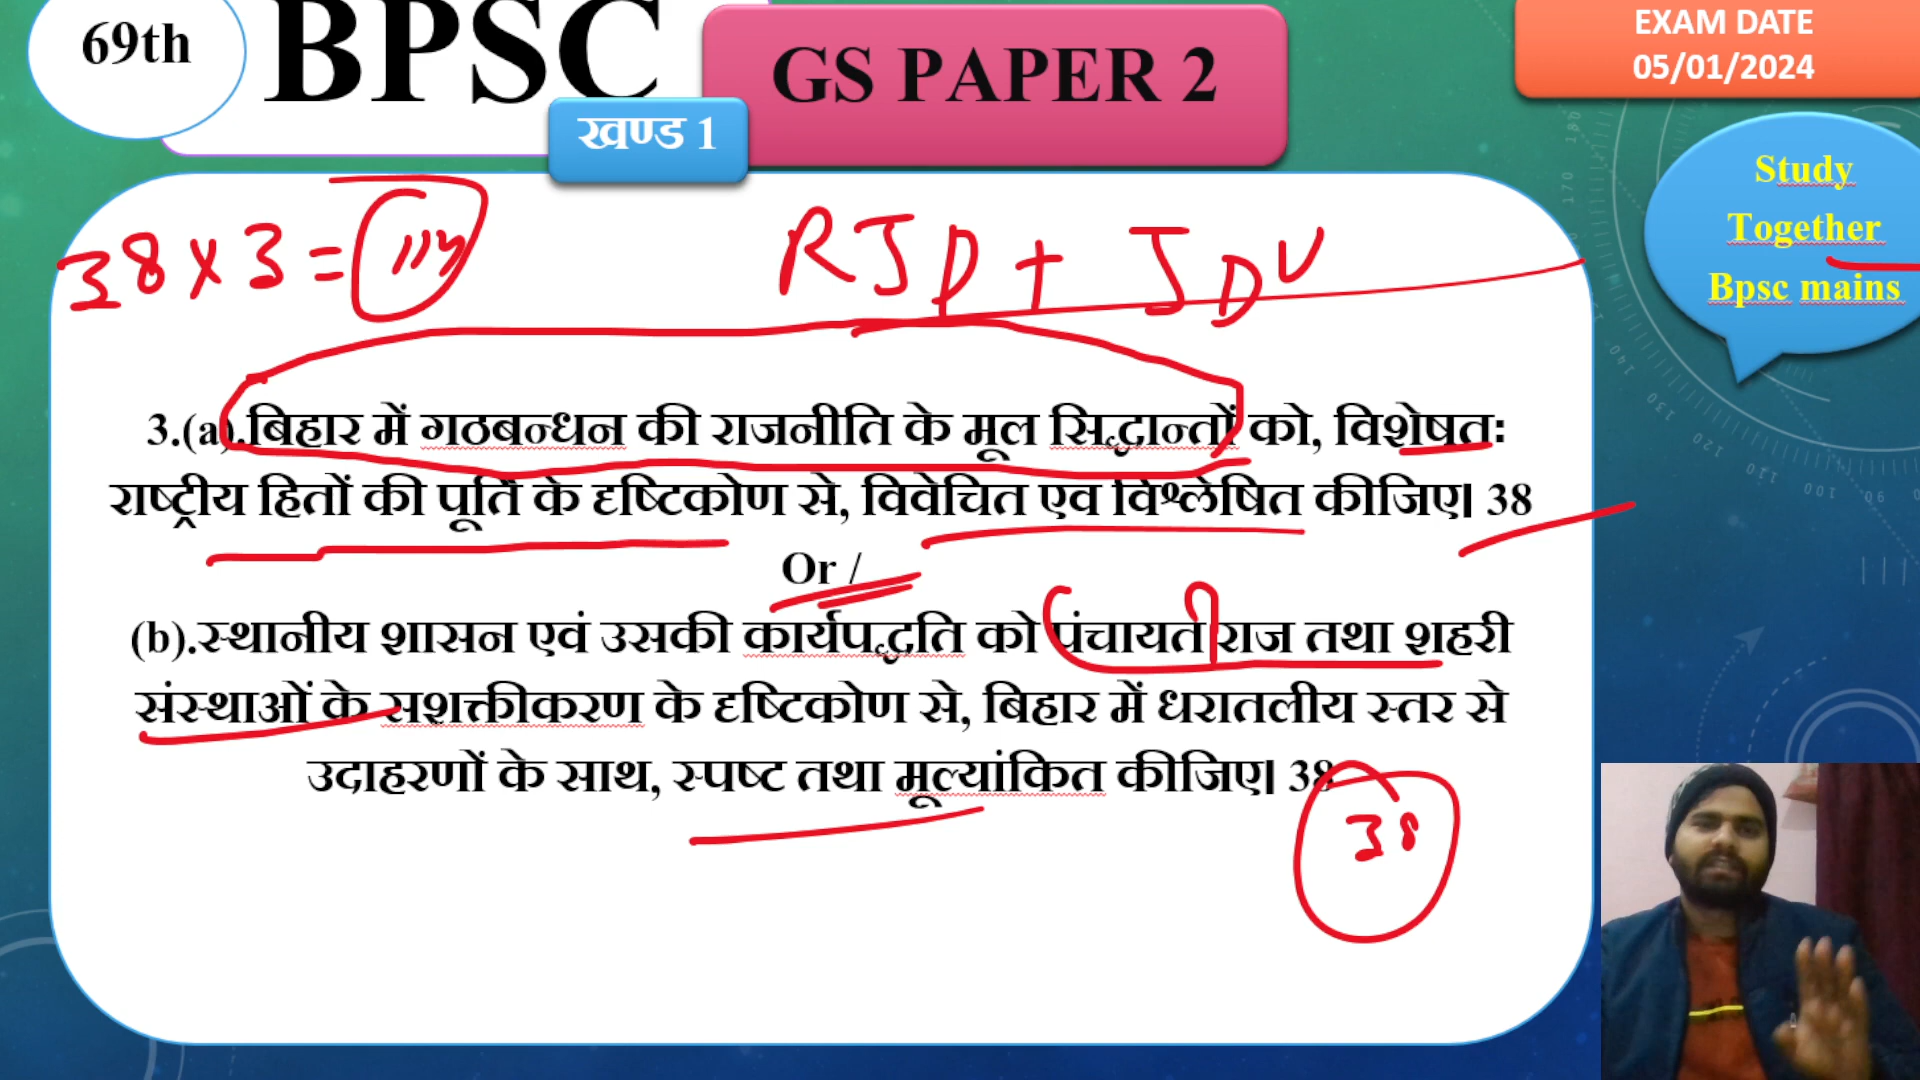 69th
BPSC
GS PAPER 2
EXAM DATE
05/01/2024
खण्ड 1
Study
Together
Bpsc mains
38 x 3 = 114
RJD + JDU
3.(a).बिहार में गठबन्धन की राजनीति के मूल सिद्धान्तों को, विशेषतः
राष्ट्रीय हितों की पूर्ति के दृष्टिकोण से, विवेचित एव विश्लेषित कीजिए। 38
Or /
(b).स्थानीय शासन एवं उसकी कार्यपद्धति को पंचायत राज तथा शहरी
संस्थाओं के सशक्तीकरण के दृष्टिकोण से, बिहार में धरातलीय स्तर से
उदाहरणों के साथ, स्पष्ट तथा मूल्यांकित कीजिए। 38
38